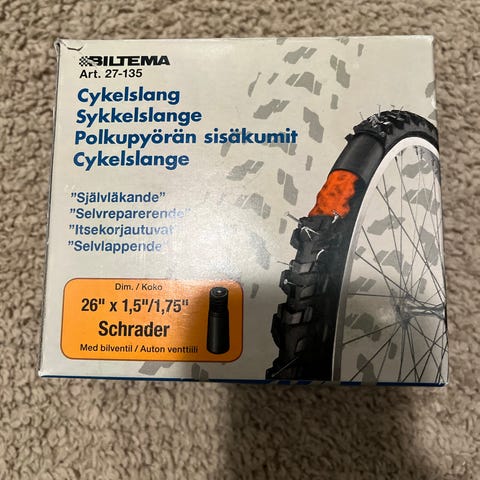 BILTEMA
Art. 27-135
Cykelslang
Sykkelslange
Polkupyörän sisäkumit
Cykelslange
"Självläkande"
"Selvreparerende"
"Itsekorjautuvat"
"Selvlappende"
Dim. / Koko
26" x 1,5"/1,75"
Schrader
Med bilventil / Auton venttiili